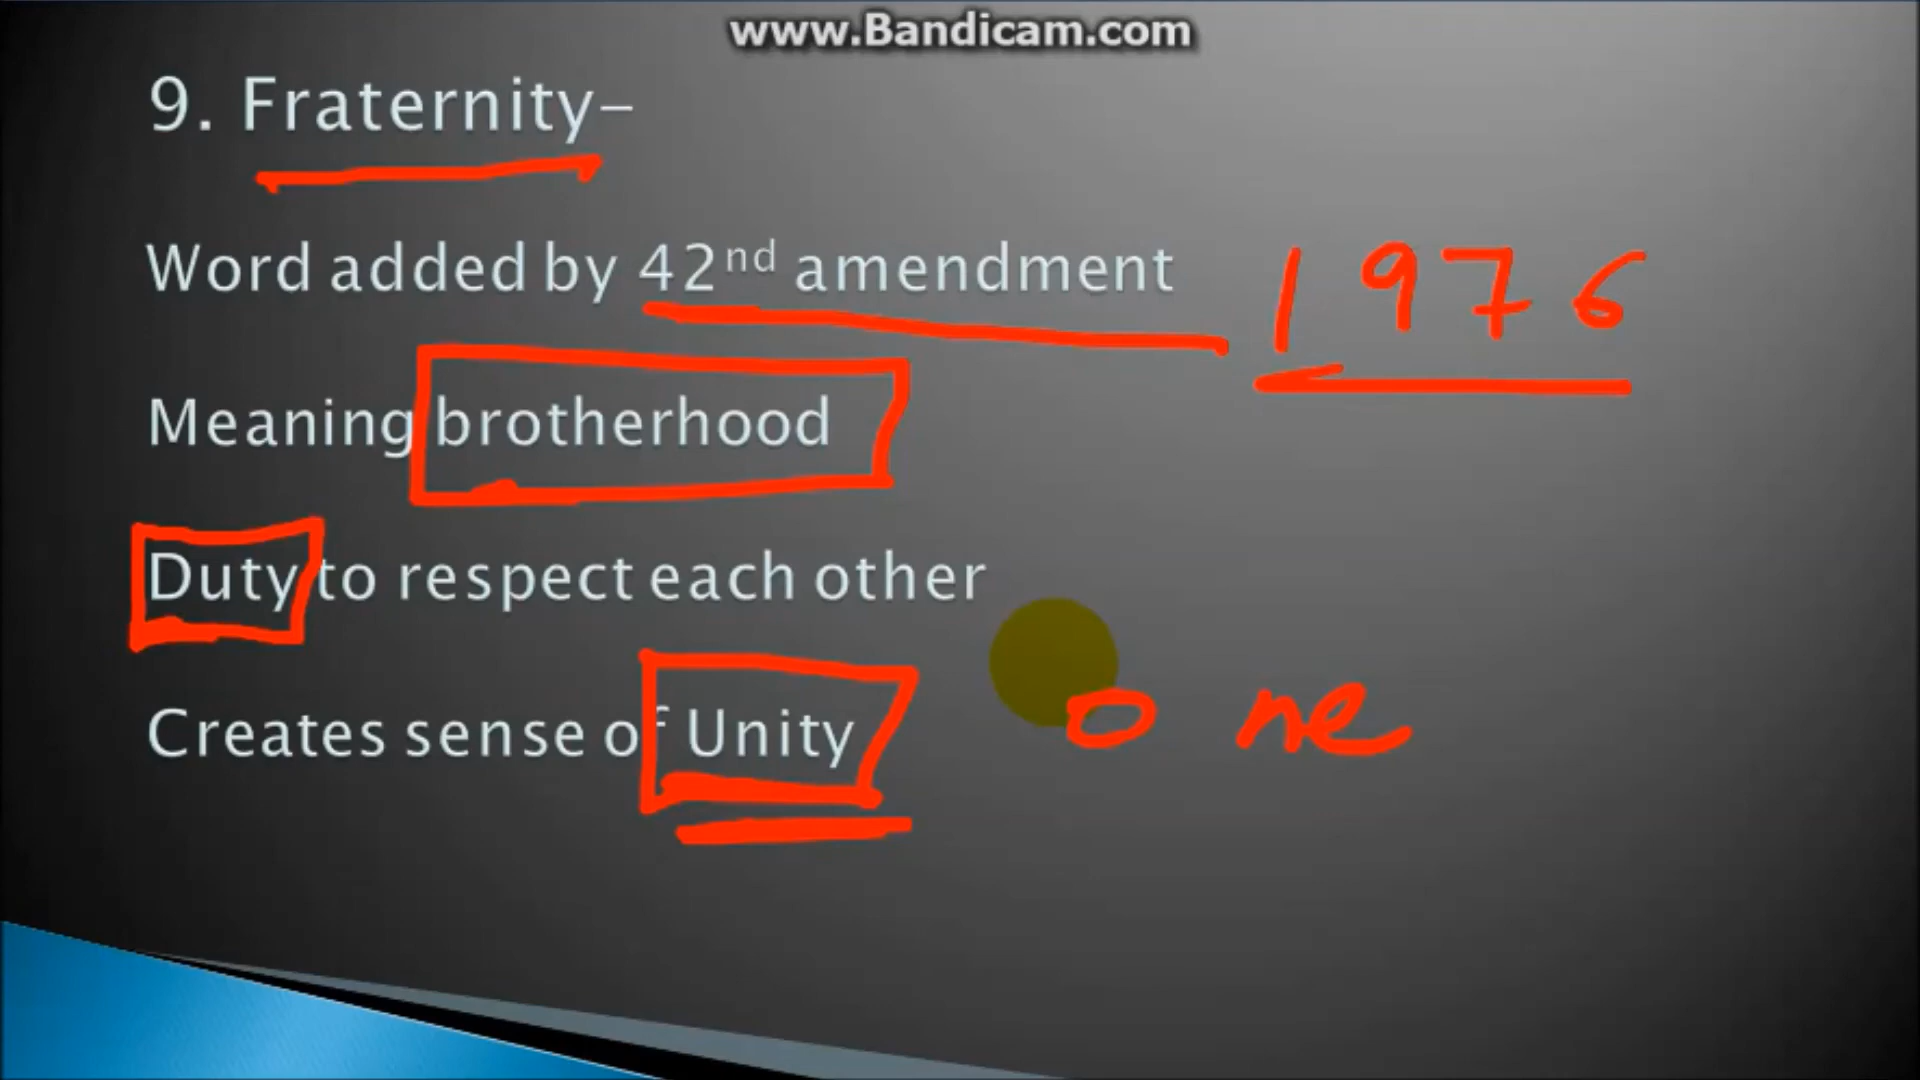 www.Bandicam.com
9. Fraternity-
Word added by 42nd amendment 1976
Meaning brotherhood
Duty to respect each other
Creates sense of Unity one